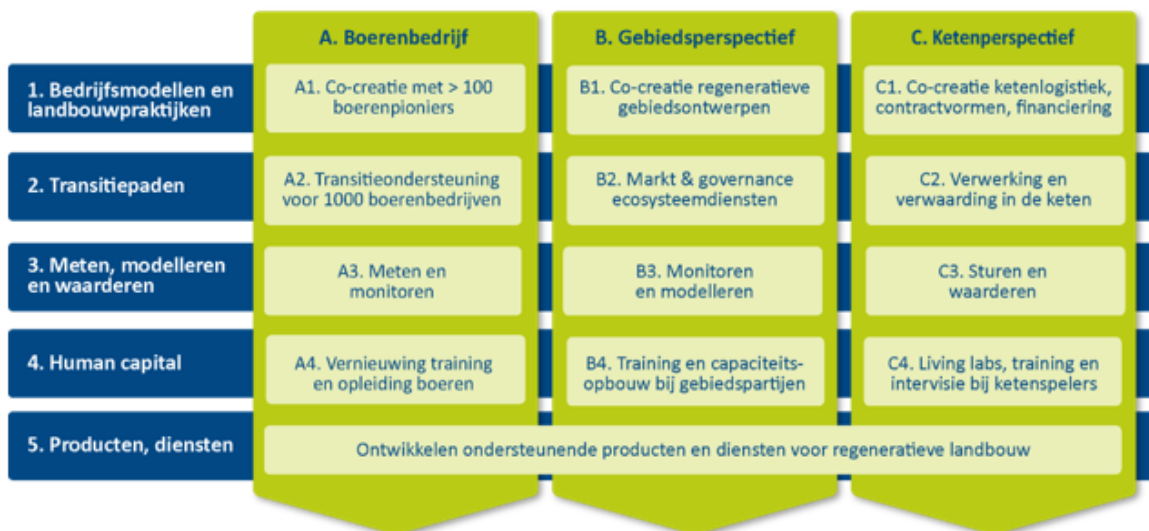 A. Boerenbedrijf
B. Gebiedsperspectief
C. Ketenperspectief
1. Bedrijfsmodellen en
landbouwpraktijken
A1. Co-creatie met > 100
boerenpioniers
B1. Co-creatie regeneratieve
gebiedsontwerpen
C1. Co-creatie ketenlogistiek,
contractvormen, financiering
2. Transitiepaden
A2. Transitieondersteuning
voor 1000 boerenbedrijven
B2. Markt & governance
ecosysteemdiensten
C2. Verwerking en
verwaarding in de keten
3. Meten, modelleren
en waarderen
A3. Meten en
monitoren
B3. Monitoren
en modelleren
C3. Sturen en
waarderen
4. Human capital
A4. Vernieuwing training
en opleiding boeren
B4. Training en capaciteits-
opbouw bij gebiedspartijen
C4. Living labs, training en
intervisie bij ketenspelers
5. Producten, diensten
Ontwikkelen ondersteunende producten en diensten voor regeneratieve landbouw